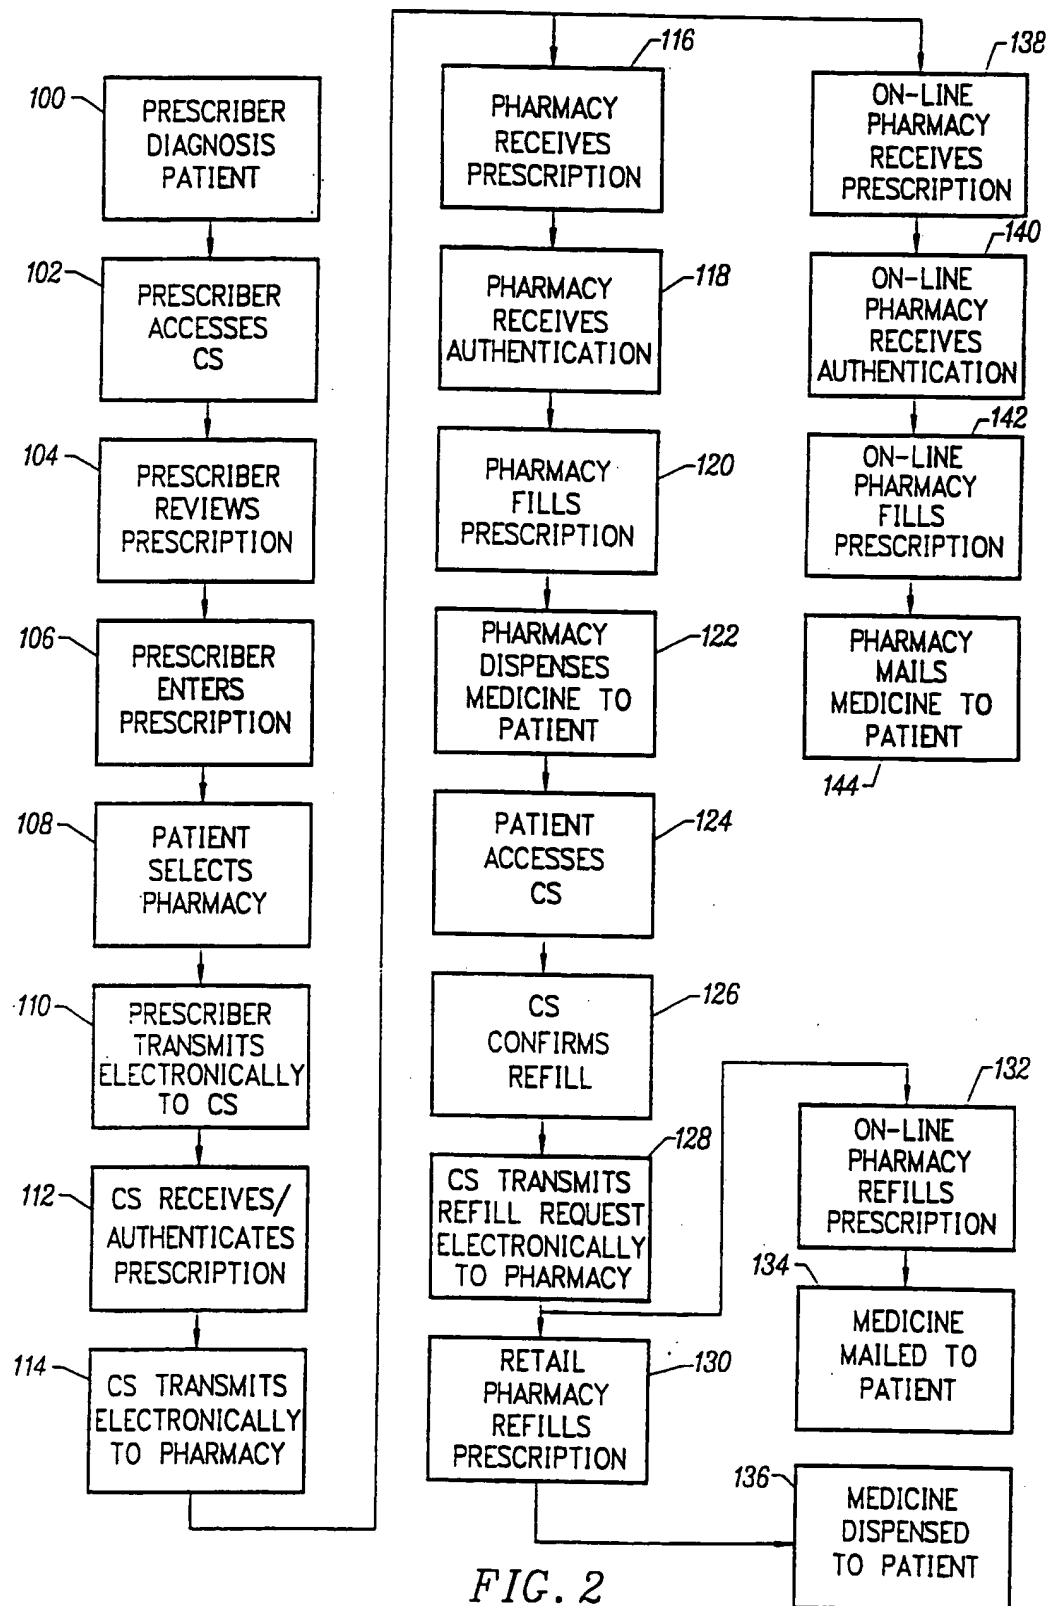 100
PRESCRIBER
DIAGNOSIS
PATIENT
102
PRESCRIBER
ACCESSES
CS
104
PRESCRIBER
REVIEWS
PRESCRIPTION
106
PRESCRIBER
ENTERS
PRESCRIPTION
108
PATIENT
SELECTS
PHARMACY
110
PRESCRIBER
TRANSMITS
ELECTRONICALLY
TO CS
112
CS RECEIVES/
AUTHENTICATES
PRESCRIPTION
114
CS TRANSMITS
ELECTRONICALLY
TO PHARMACY
116
PHARMACY
RECEIVES
PRESCRIPTION
118
PHARMACY
RECEIVES
AUTHENTICATION
120
PHARMACY
FILLS
PRESCRIPTION
122
PHARMACY
DISPENSES
MEDICINE TO
PATIENT
124
PATIENT
ACCESSES
CS
126
CS
CONFIRMS
REFILL
128
CS TRANSMITS
REFILL REQUEST
ELECTRONICALLY
TO PHARMACY
130
RETAIL
PHARMACY
REFILLS
PRESCRIPTION
138
ON-LINE
PHARMACY
RECEIVES
PRESCRIPTION
140
ON-LINE
PHARMACY
RECEIVES
AUTHENTICATION
142
ON-LINE
PHARMACY
FILLS
PRESCRIPTION
PHARMACY
MAILS
MEDICINE TO
PATIENT
144
132
ON-LINE
PHARMACY
REFILLS
PRESCRIPTION
134
MEDICINE
MAILED TO
PATIENT
136
MEDICINE
DISPENSED
TO PATIENT
FIG. 2